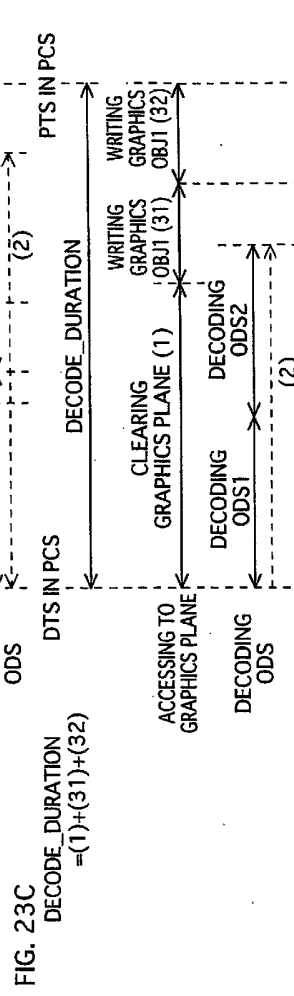 (2)
ODS
FIG. 23C
DECODE_DURATION
=(1)+(31)+(32)
DTS IN PCS
PTS IN PCS
DECODE_DURATION
ACCESSING TO
GRAPHICS PLANE
CLEARING
GRAPHICS PLANE (1)
WRITING
GRAPHICS
OBJ1 (31)
WRITING
GRAPHICS
OBJ1 (32)
DECODING
ODS
DECODING
ODS1
DECODING
ODS2
(2)